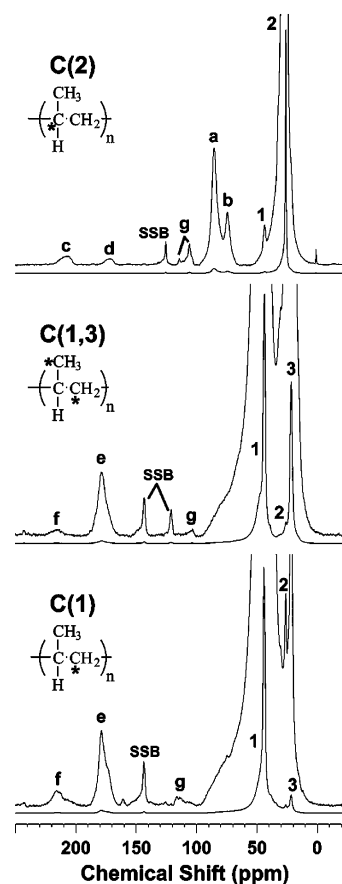 C(2)
CH₃
( C·CH₂ )n
*
H
c
d
SSB
g
a
b
1
2
C(1,3)
*CH₃
( C·CH₂ )n
*
H
f
e
SSB
g
1
2
3
C(1)
CH₃
( C·CH₂ )n
*
H
f
e
SSB
g
1
2
3
200 150 100 50 0
Chemical Shift (ppm)